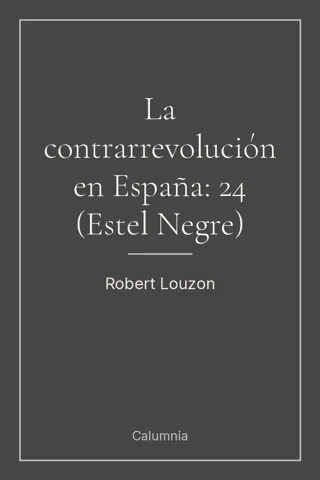 La
contrarrevolución
en España: 24
(Estel Negre)
Robert Louzon
Calumnia